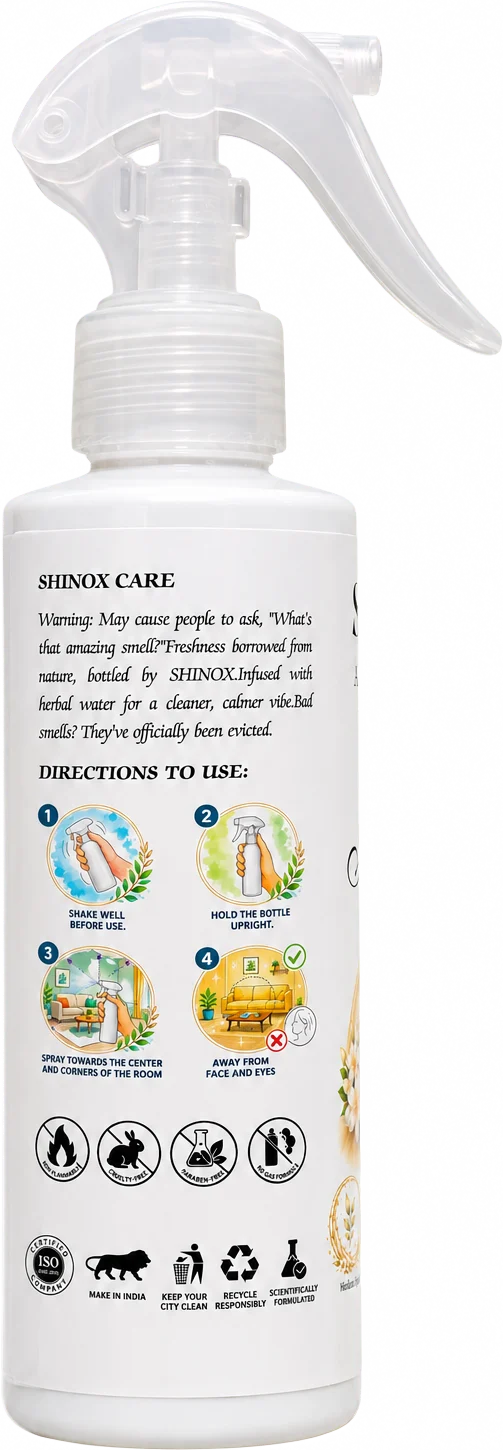 SHINOX CARE
Warning: May cause people to ask, "What's
that amazing smell?"Freshness borrowed from
nature, bottled by SHINOX.Infused with
herbal water for a cleaner, calmer vibe.Bad
smells? They've officially been evicted.
DIRECTIONS TO USE:
1
SHAKE WELL
BEFORE USE.
2
HOLD THE BOTTLE
UPRIGHT.
3
SPRAY TOWARDS THE CENTER
AND CORNERS OF THE ROOM
4
AWAY FROM
FACE AND EYES
NON FLAMMABLE
CRUELTY-FREE
PARABEN-FREE
NO GAS FORMULA
CERTIFIED
ISO
COMPANY
MAKE IN INDIA
KEEP YOUR
CITY CLEAN
RECYCLE
RESPONSIBLY
SCIENTIFICALLY
FORMULATED